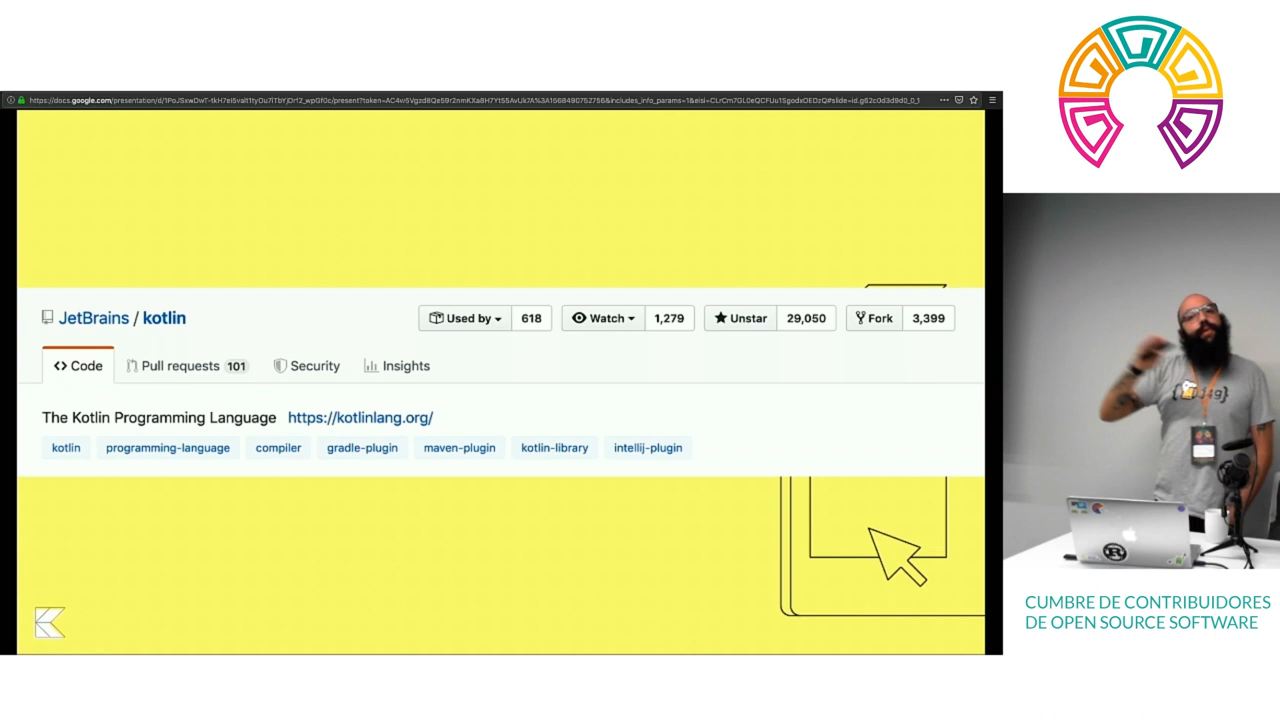 JetBrains / kotlin
Used by 618 Watch 1,279 Unstar 29,050 Fork 3,399
Code Pull requests 101 Security Insights
The Kotlin Programming Language https://kotlinlang.org/
kotlin programming-language compiler gradle-plugin maven-plugin kotlin-library intellij-plugin
CUMBRE DE CONTRIBUIDORES
DE OPEN SOURCE SOFTWARE